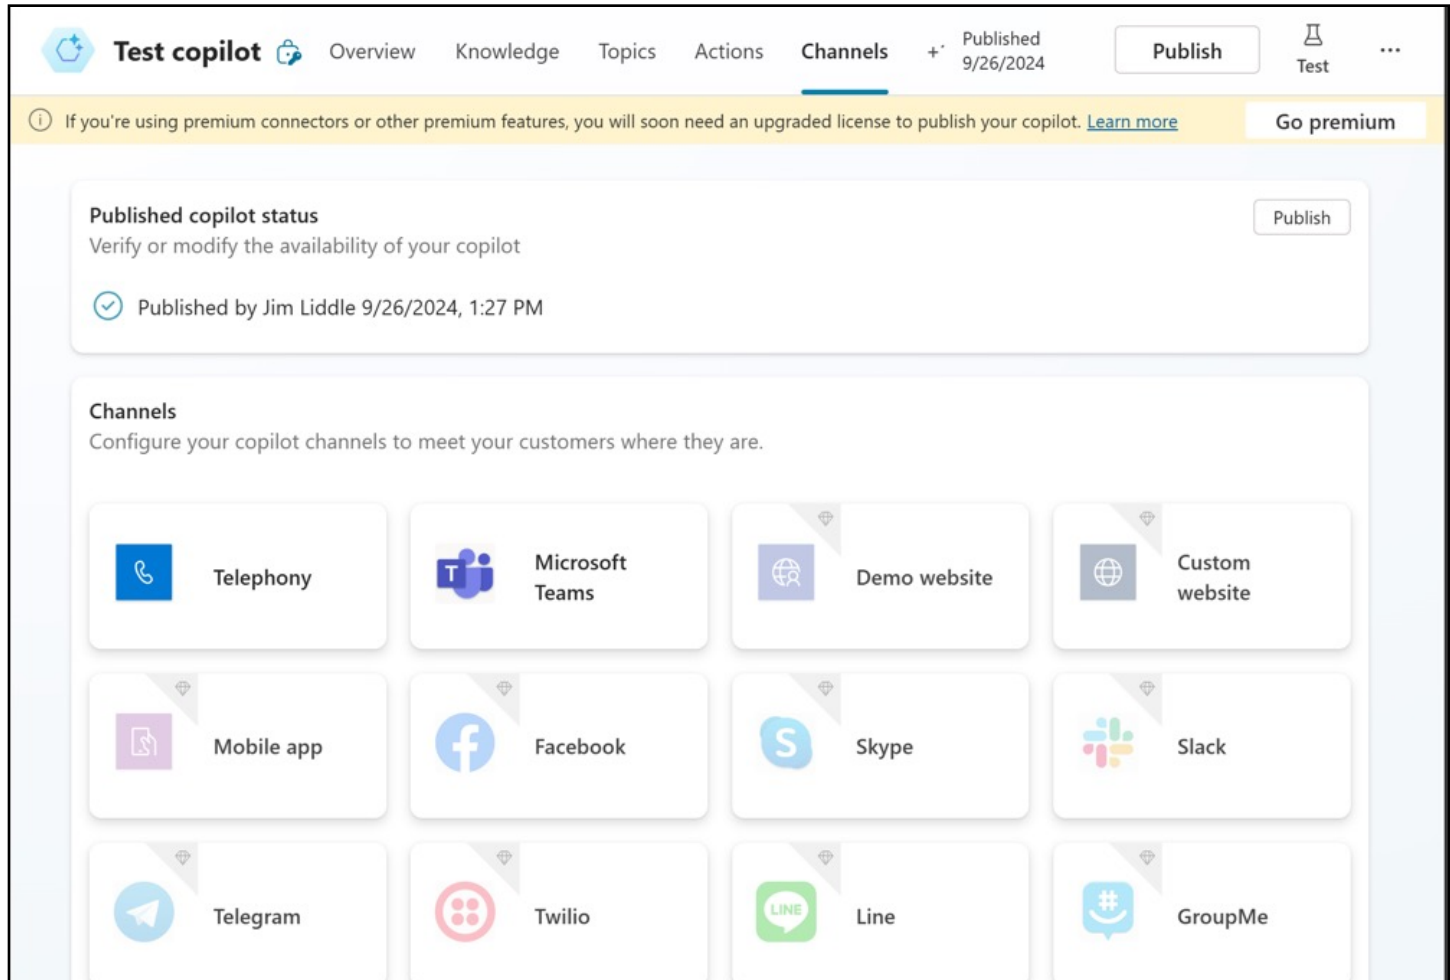 Test copilot
Overview
Knowledge
Topics
Actions
Channels
Published
9/26/2024
Publish
Test
If you're using premium connectors or other premium features, you will soon need an upgraded license to publish your copilot. Learn more
Go premium
Published copilot status
Publish
Verify or modify the availability of your copilot
Published by Jim Liddle 9/26/2024, 1:27 PM
Channels
Configure your copilot channels to meet your customers where they are.
Telephony
T
Microsoft
Teams
Demo website
Custom
website
Mobile app
Facebook
S
Skype
Slack
Telegram
Twilio
LINE
Line
#
GroupMe